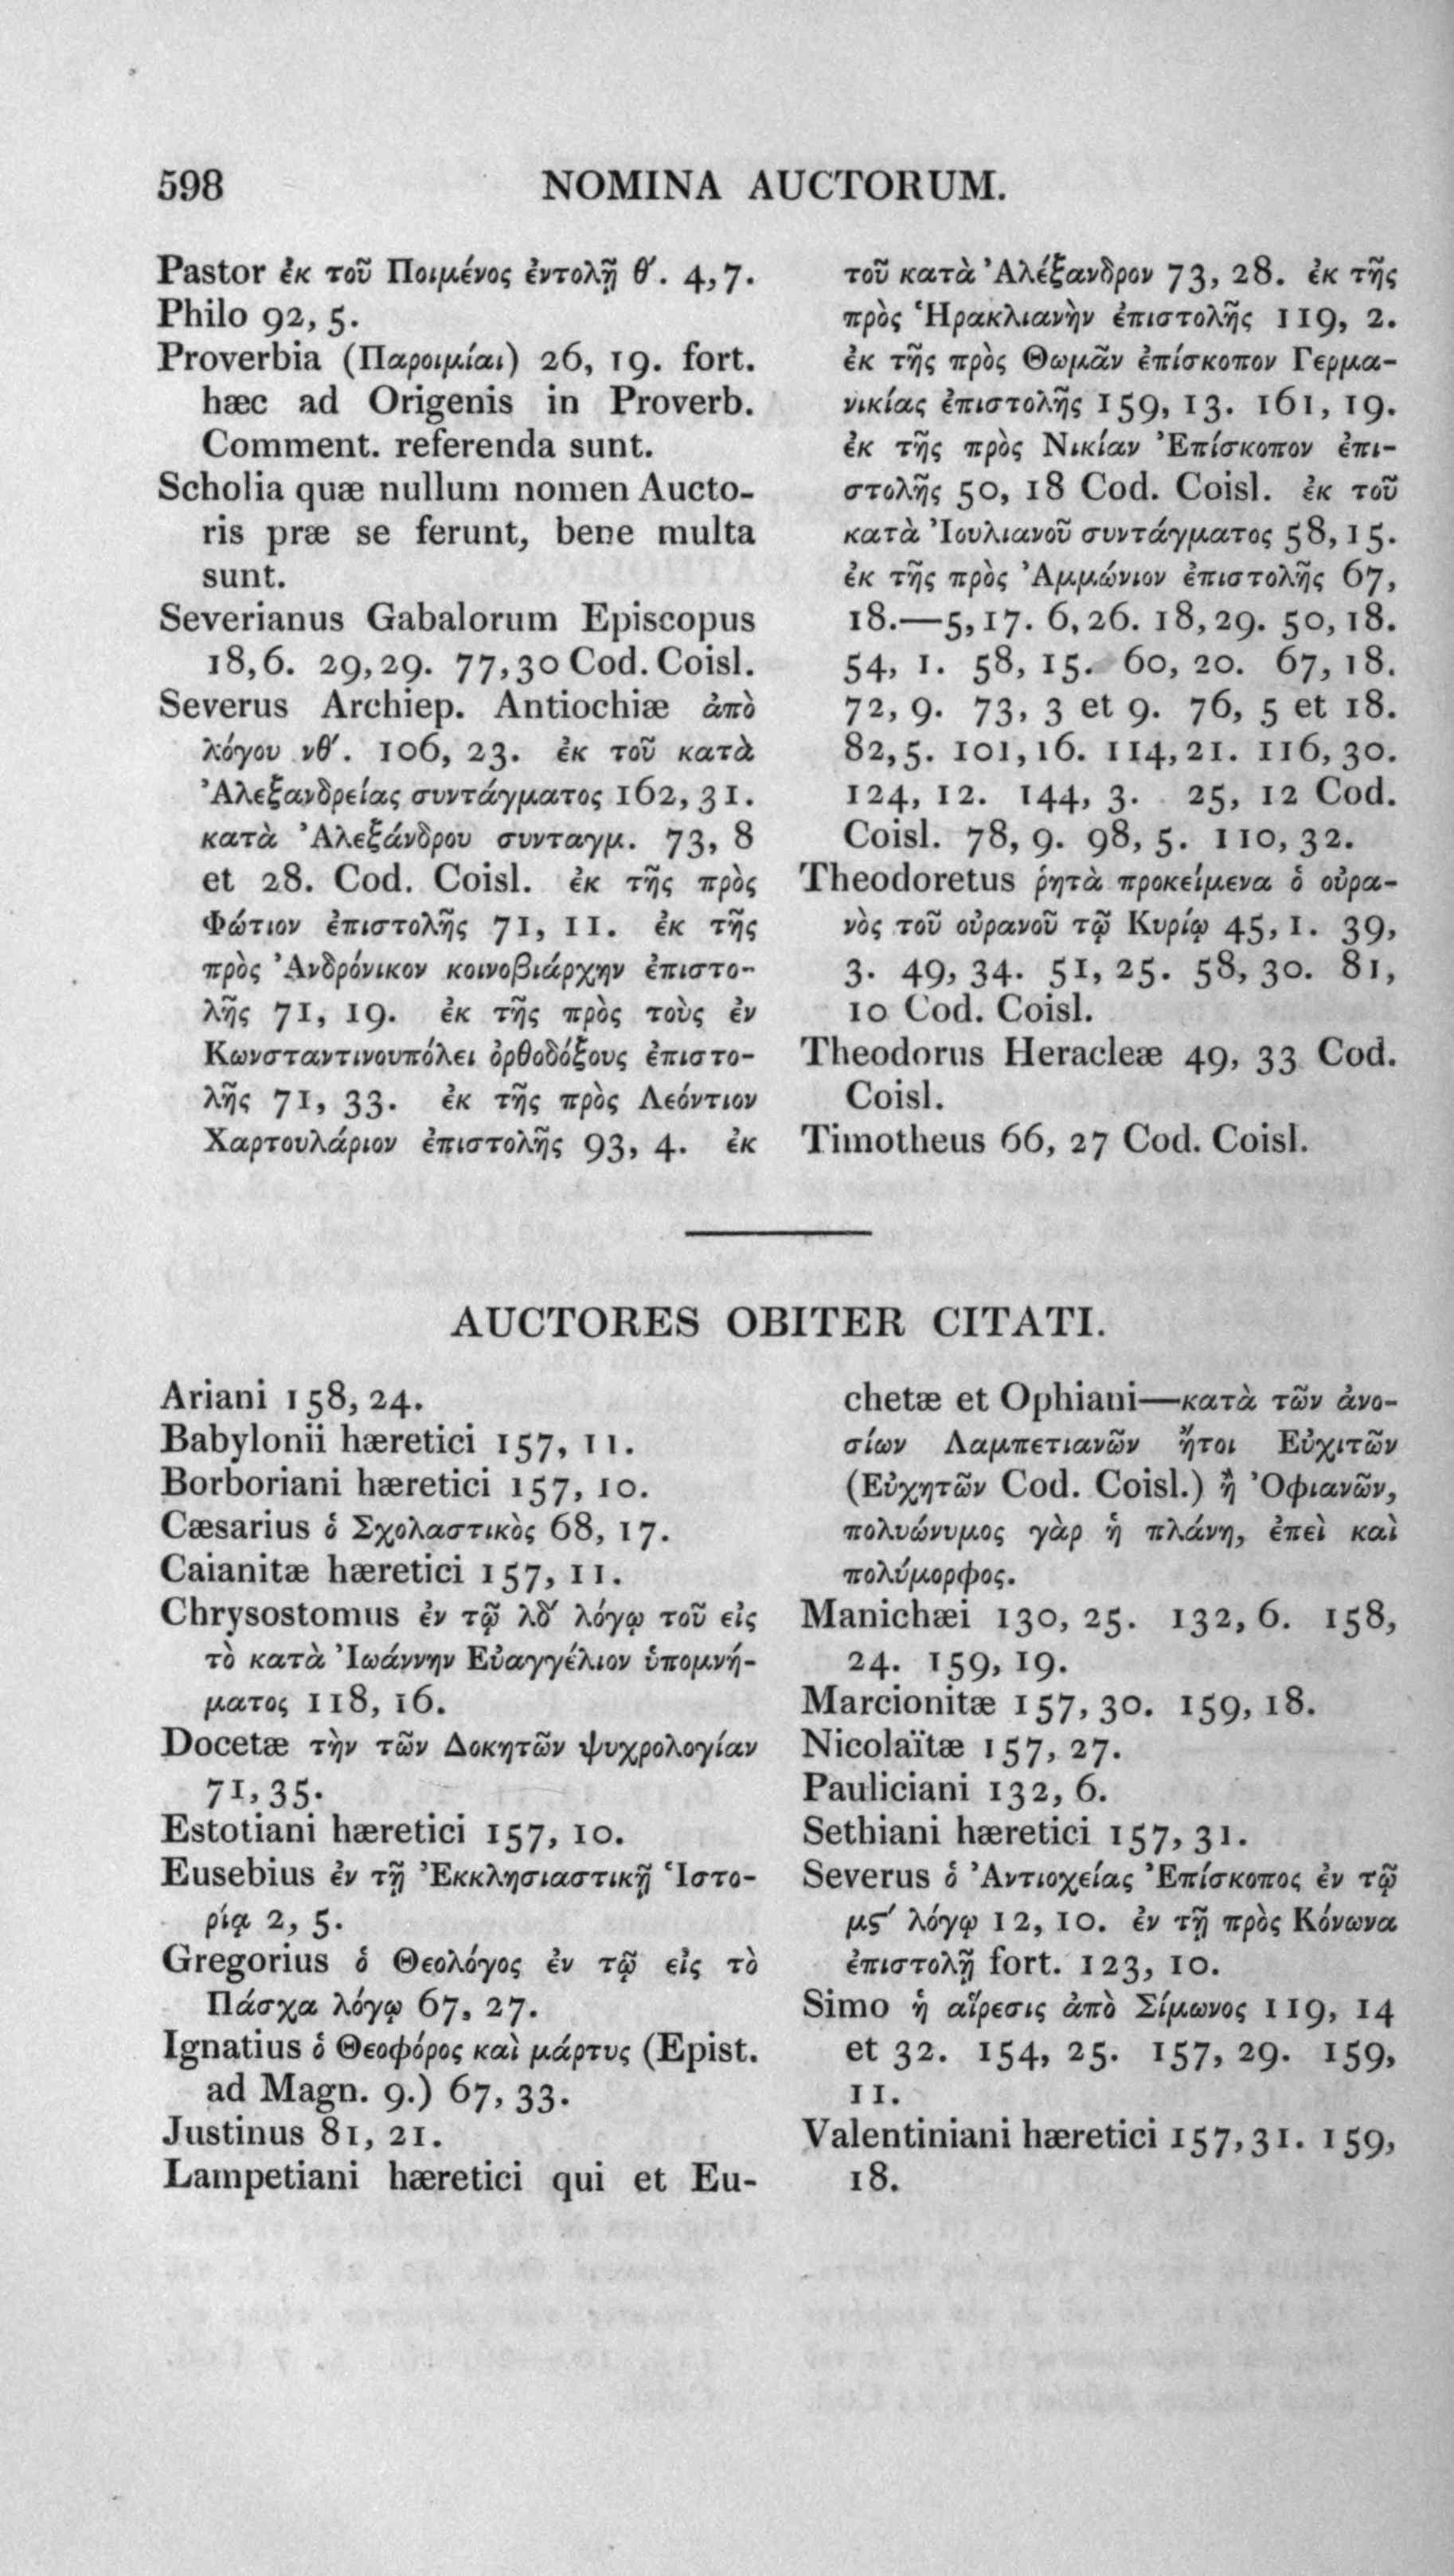 598 NOMINA AUCTORUM.
Pastor ἐκ τοῦ Ποιμένος ἐντολῇ θ′. 4,7.
Philo 92, 5.
Proverbia (Παροιμίαι) 26, 19. fort.
hæc ad Origenis in Proverb.
Comment. referenda sunt.
Scholia quæ nullum nomen Aucto-
ris præ se ferunt, bene multa
sunt.
Severianus Gabalorum Episcopus
18,6. 29,29. 77,30 Cod. Coisl.
Severus Archiep. Antiochiæ ἀπὸ
λόγου νθ′. 106, 23. ἐκ τοῦ κατὰ
Ἀλεξανδρείας συντάγματος 162, 31.
κατὰ Ἀλεξάνδρου συνταγμ. 73, 8
et 28. Cod. Coisl. ἐκ τῆς πρὸς
Φώτιον ἐπιστολῆς 71, 11. ἐκ τῆς
πρὸς Ἀνδρόνικον κοινοβιάρχην ἐπιστο-
λῆς 71, 19. ἐκ τῆς πρὸς τοὺς ἐν
Κωνσταντινουπόλει ὀρθοδόξους ἐπιστο-
λῆς 71, 33. ἐκ τῆς πρὸς Λεόντιον
Χαρτουλάριον ἐπιστολῆς 93, 4. ἐκ
τοῦ κατὰ Ἀλέξανδρον 73, 28. ἐκ τῆς
πρὸς Ἡρακλιανὴν ἐπιστολῆς 119, 2.
ἐκ τῆς πρὸς Θωμᾶν ἐπίσκοπον Γερμα-
νικίας ἐπιστολῆς 159, 13. 161, 19.
ἐκ τῆς πρὸς Νικίαν Ἐπίσκοπον ἐπι-
στολῆς 50, 18 Cod. Coisl. ἐκ τοῦ
κατὰ Ἰουλιανοῦ συντάγματος 58, 15.
ἐκ τῆς πρὸς Ἀμμώνιον ἐπιστολῆς 67,
18.—5,17. 6,26. 18,29. 50,18.
54, 1. 58, 15. 60, 20. 67, 18.
72, 9. 73, 3 et 9. 76, 5 et 18.
82,5. 101,16. 114,21. 116,30.
124, 12. 144, 3. 25, 12 Cod.
Coisl. 78, 9. 98, 5. 110, 32.
Theodoretus ῥητὰ προκείμενα ὁ οὐρα-
νὸς τοῦ οὐρανοῦ τῷ Κυρίῳ 45, 1. 39,
3. 49, 34. 51, 25. 58, 30. 81,
10 Cod. Coisl.
Theodorus Heracleæ 49, 33 Cod.
Coisl.
Timotheus 66, 27 Cod. Coisl.
AUCTORES OBITER CITATI.
Ariani 158, 24.
Babylonii hæretici 157, 11.
Borboriani hæretici 157, 10.
Cæsarius ὁ Σχολαστικὸς 68, 17.
Caianitæ hæretici 157, 11.
Chrysostomus ἐν τῷ λδ′ λόγῳ τοῦ εἰς
τὸ κατὰ Ἰωάννην Εὐαγγέλιον ὑπομνή-
ματος 118, 16.
Docetæ τὴν τῶν Δοκητῶν ψυχρολογίαν
71, 35.
Estotiani hæretici 157, 10.
Eusebius ἐν τῇ Ἐκκλησιαστικῇ Ἱστο-
ρίᾳ 2, 5.
Gregorius ὁ Θεολόγος ἐν τῷ εἰς τὸ
Πάσχα λόγῳ 67, 27.
Ignatius ὁ Θεοφόρος καὶ μάρτυς (Epist.
ad Magn. 9.) 67, 33.
Justinus 81, 21.
Lampetiani hæretici qui et Eu-
chetæ et Ophiani—κατὰ τῶν ἀνο-
σίων Λαμπετιανῶν ἤτοι Εὐχιτῶν
(Εὐχητῶν Cod. Coisl.) ἢ Ὀφιανῶν,
πολυώνυμος γὰρ ἡ πλάνη, ἐπεὶ καὶ
πολύμορφος.
Manichæi 130, 25. 132, 6. 158,
24. 159, 19.
Marcionitæ 157, 30. 159, 18.
Nicolaïtæ 157, 27.
Pauliciani 132, 6.
Sethiani hæretici 157, 31.
Severus ὁ Ἀντιοχείας Ἐπίσκοπος ἐν τῷ
μϛ′ λόγῳ 12, 10. ἐν τῇ πρὸς Κόνωνα
ἐπιστολῇ fort. 123, 10.
Simo ἡ αἵρεσις ἀπὸ Σίμωνος 119, 14
et 32. 154, 25. 157, 29. 159,
11.
Valentiniani hæretici 157, 31. 159,
18.